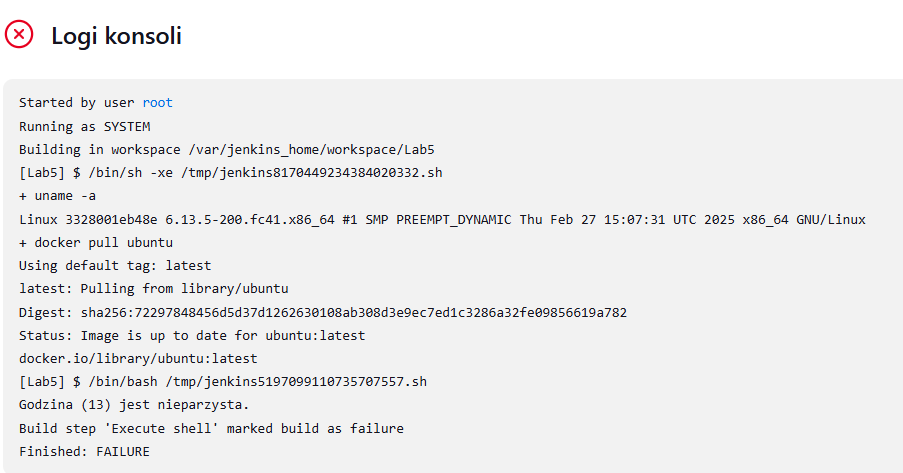 Logi konsoli
Started by user root
Running as SYSTEM
Building in workspace /var/jenkins_home/workspace/Lab5
[Lab5] $ /bin/sh -xe /tmp/jenkins8170449234384020332.sh
+ uname -a
Linux 3328001eb48e 6.13.5-200.fc41.x86_64 #1 SMP PREEMPT_DYNAMIC Thu Feb 27 15:07:31 UTC 2025 x86_64 GNU/Linux
+ docker pull ubuntu
Using default tag: latest
latest: Pulling from library/ubuntu
Digest: sha256:72297848456d5d37d1262630108ab308d3e9ec7ed1c3286a32fe09856619a782
Status: Image is up to date for ubuntu:latest
docker.io/library/ubuntu:latest
[Lab5] $ /bin/bash /tmp/jenkins5197099110735707557.sh
Godzina (13) jest nieparzysta.
Build step 'Execute shell' marked build as failure
Finished: FAILURE